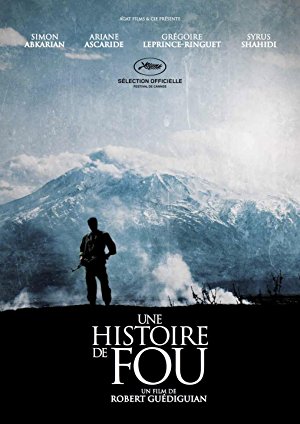 AGAT FILMS & CIE PRÉSENTE
SIMON ABKARIAN
ARIANE ASCARIDE
GRÉGOIRE LEPRINCE-RINGUET
SYRUS SHAHIDI
SÉLECTION OFFICIELLE
FESTIVAL DE CANNES
UNE
HISTOIRE
DE FOU
UN FILM DE
ROBERT GUÉDIGUIAN